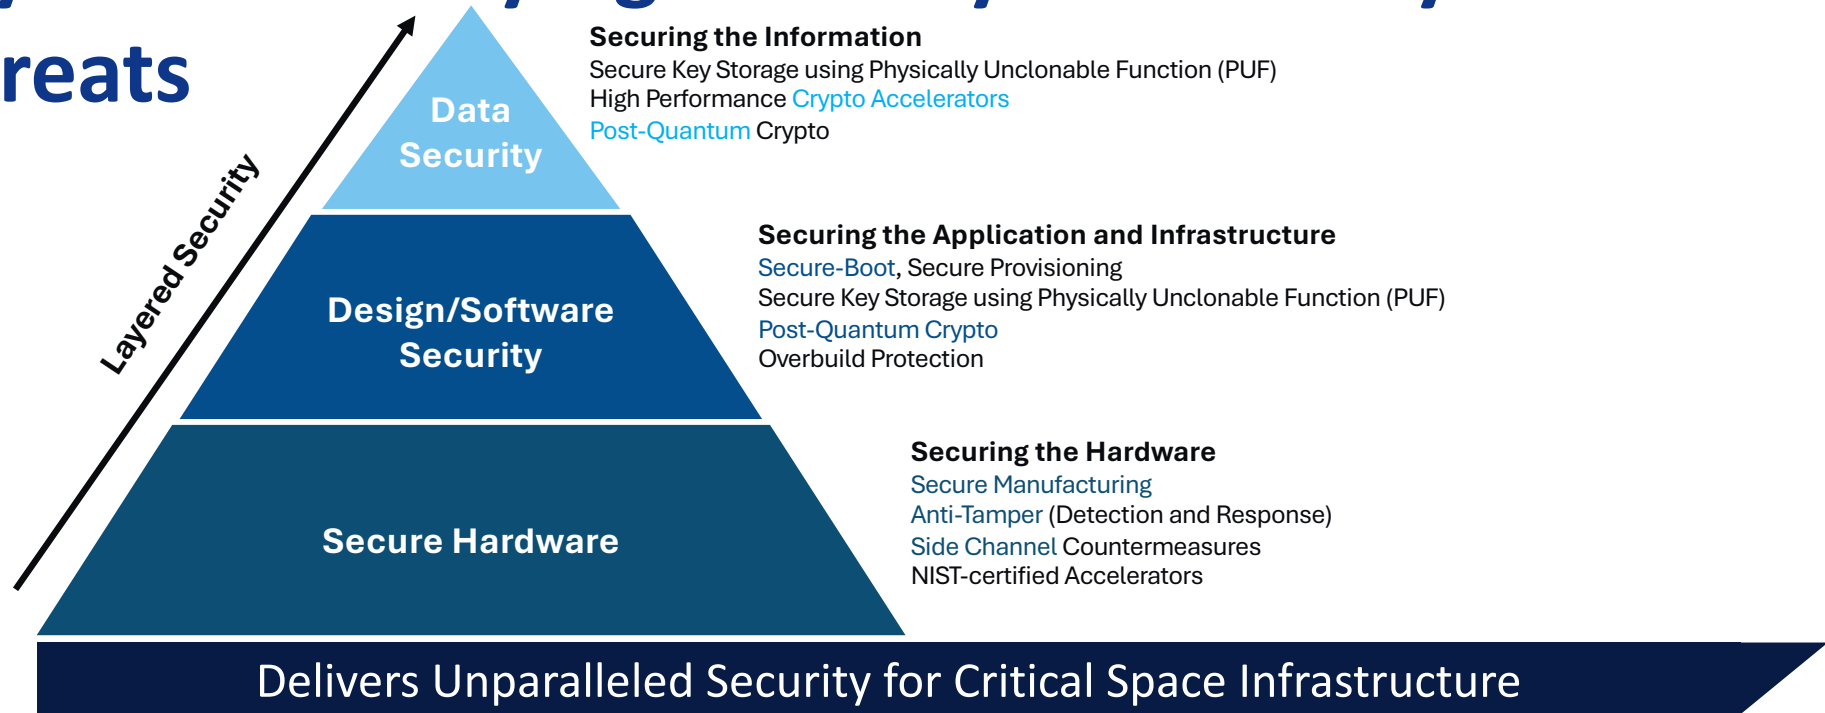 reats
Layered Security
Data
Security
Securing the Information
Secure Key Storage using Physically Unclonable Function (PUF)
High Performance Crypto Accelerators
Post-Quantum Crypto
Design/Software
Security
Securing the Application and Infrastructure
Secure-Boot, Secure Provisioning
Secure Key Storage using Physically Unclonable Function (PUF)
Post-Quantum Crypto
Overbuild Protection
Secure Hardware
Securing the Hardware
Secure Manufacturing
Anti-Tamper (Detection and Response)
Side Channel Countermeasures
NIST-certified Accelerators
Delivers Unparalleled Security for Critical Space Infrastructure